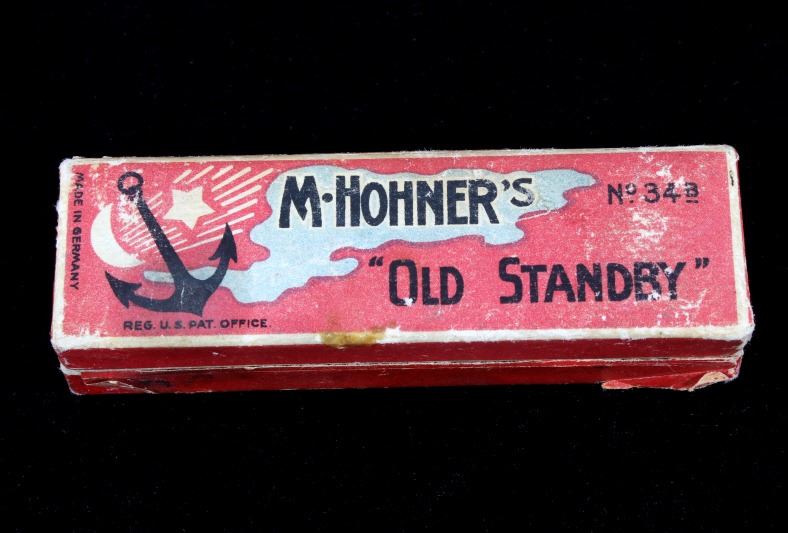 MADE IN GERMANY
M·HOHNER'S
Nº 34B
"OLD STANDBY"
REG. U.S. PAT. OFFICE.